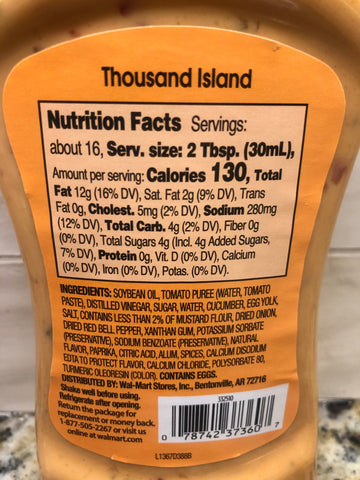 Thousand Island
Nutrition Facts Servings:
about 16, Serv. size: 2 Tbsp. (30mL),
Amount per serving: Calories 130, Total
Fat 12g (16% DV), Sat. Fat 2g (9% DV), Trans
Fat 0g, Cholest. 5mg (2% DV), Sodium 280mg
(12% DV), Total Carb. 4g (2% DV), Fiber 0g
(0% DV), Total Sugars 4g (Incl. 4g Added Sugars,
7% DV), Protein 0g, Vit. D (0% DV), Calcium
(0% DV), Iron (0% DV), Potas. (0% DV).
INGREDIENTS: SOYBEAN OIL, TOMATO PUREE (WATER, TOMATO
PASTE), DISTILLED VINEGAR, SUGAR, WATER, CUCUMBER, EGG YOLK,
SALT, CONTAINS LESS THAN 2% OF MUSTARD FLOUR, DRIED ONION,
DRIED RED BELL PEPPER, XANTHAN GUM, POTASSIUM SORBATE
(PRESERVATIVE), SODIUM BENZOATE (PRESERVATIVE), NATURAL
FLAVOR, PAPRIKA, CITRIC ACID, ALUM, SPICES, CALCIUM DISODIUM
EDTA TO PROTECT FLAVOR, CALCIUM CHLORIDE, POLYSORBATE 80,
TURMERIC OLEORESIN (COLOR). CONTAINS EGGS.
DISTRIBUTED BY: Wal-Mart Stores, Inc., Bentonville, AR 72716
Shake well before using.
Refrigerate after opening.
Return the package for
replacement or money back.
1-877-505-2267 or visit
online at walmart.com
332510
0 78742 37360 7
L1367D388B